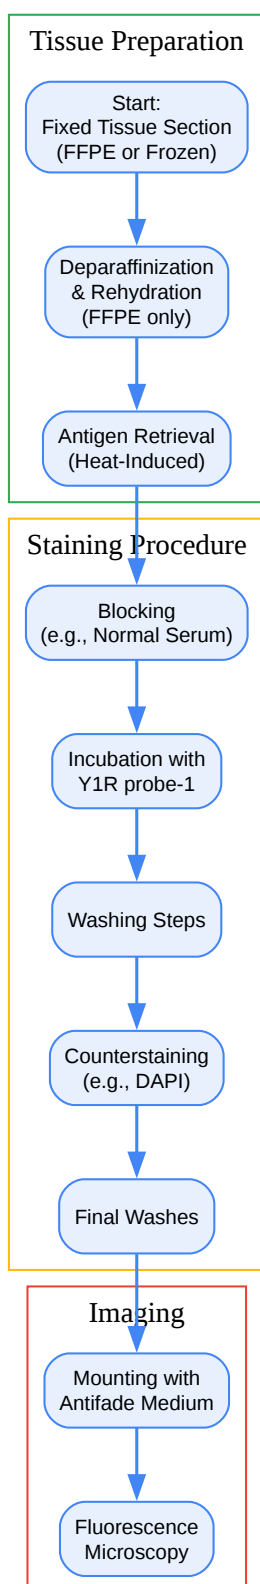 Tissue Preparation
Start:
Fixed Tissue Section
(FFPE or Frozen)
Deparaffinization
& Rehydration
(FFPE only)
Antigen Retrieval
(Heat-Induced)
Staining Procedure
Blocking
(e.g., Normal Serum)
Incubation with
Y1R probe-1
Washing Steps
Counterstaining
(e.g., DAPI)
Final Washes
Imaging
Mounting with
Antifade Medium
Fluorescence
Microscopy